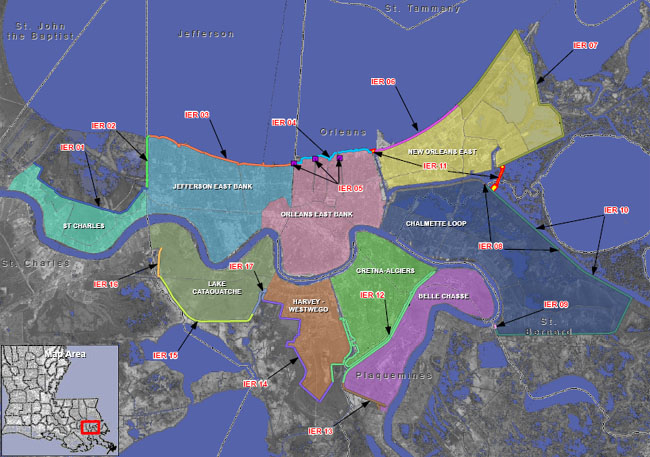 St. Tammany
St. John
the Baptist
Jefferson
IER 07
IER 06
IER 03
IER 02
IER 04
Orleans
IER 01
NEW ORLEANS EAST
IER 11
JEFFERSON EAST BANK
IER 05
ORLEANS EAST BANK
IER 10
ST CHARLES
CHALMETTE LOOP
IER 08
St. Charles
IER 17
GRETNA-ALGIERS
IER 16
LAKE
CATAOUATCHE
HARVEY -
WESTWEGO
IER 12
BELLE CHASSE
IER 09
St.
Bernard
IER 15
Map Area
IER 14
Plaquemines
IER 13